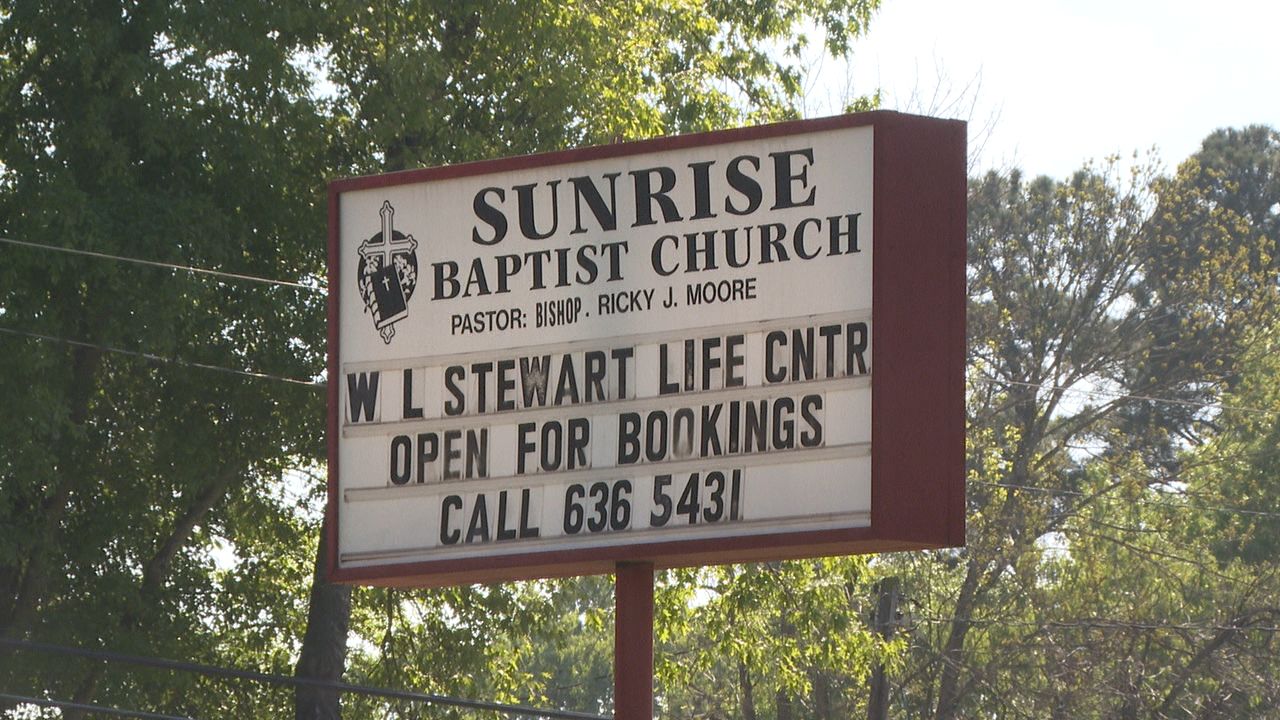 SUNRISE
BAPTIST CHURCH
PASTOR: BISHOP. RICKY J. MOORE
W L STEWART LIFE CNTR
OPEN FOR BOOKINGS
CALL 636 5431